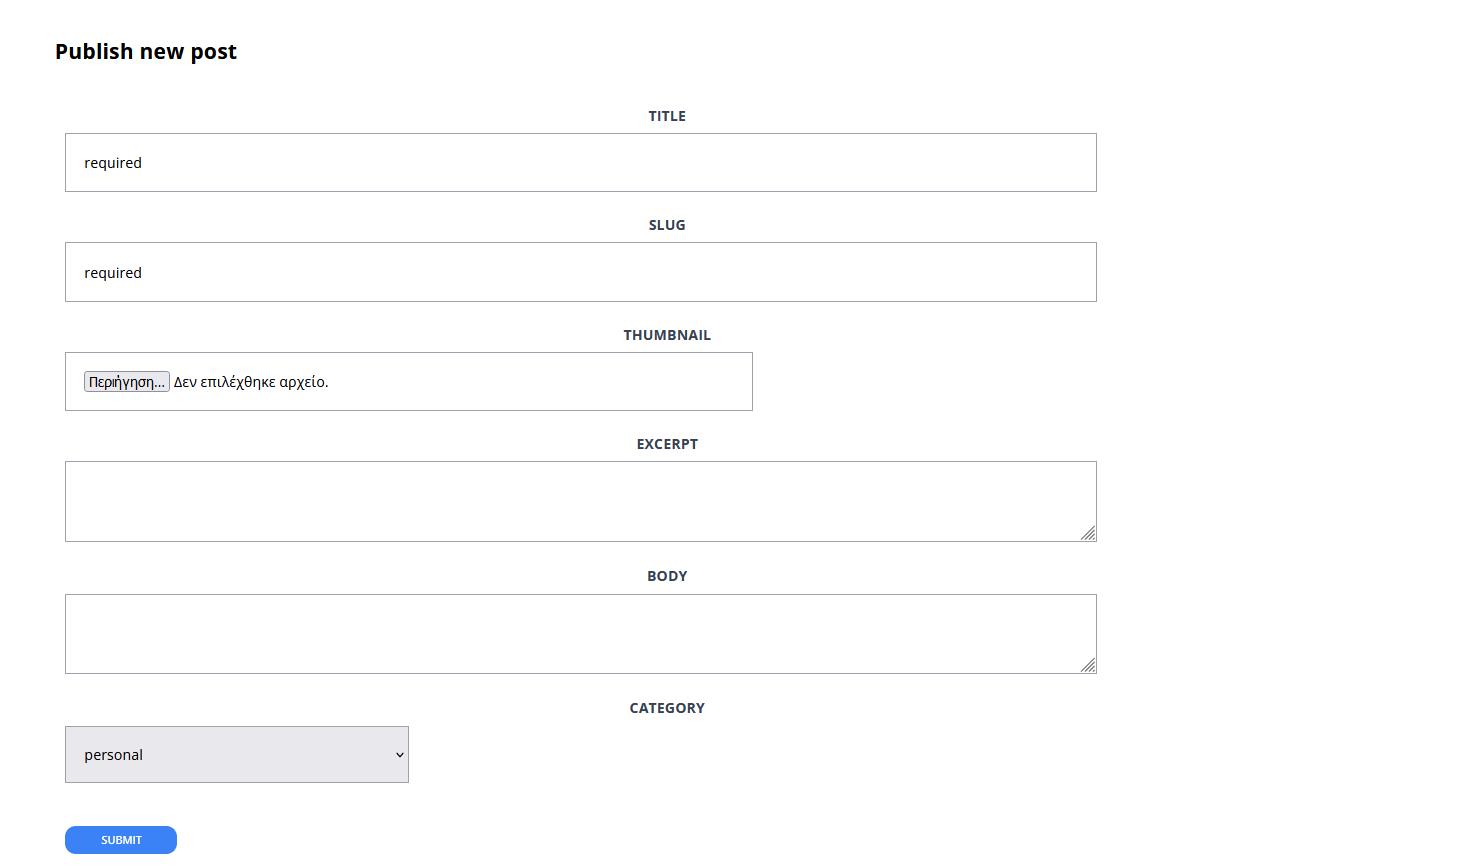 Publish new post
TITLE
required
SLUG
required
THUMBNAIL
Περιήγηση... Δεν επιλέχθηκε αρχείο.
EXCERPT
BODY
CATEGORY
personal
SUBMIT